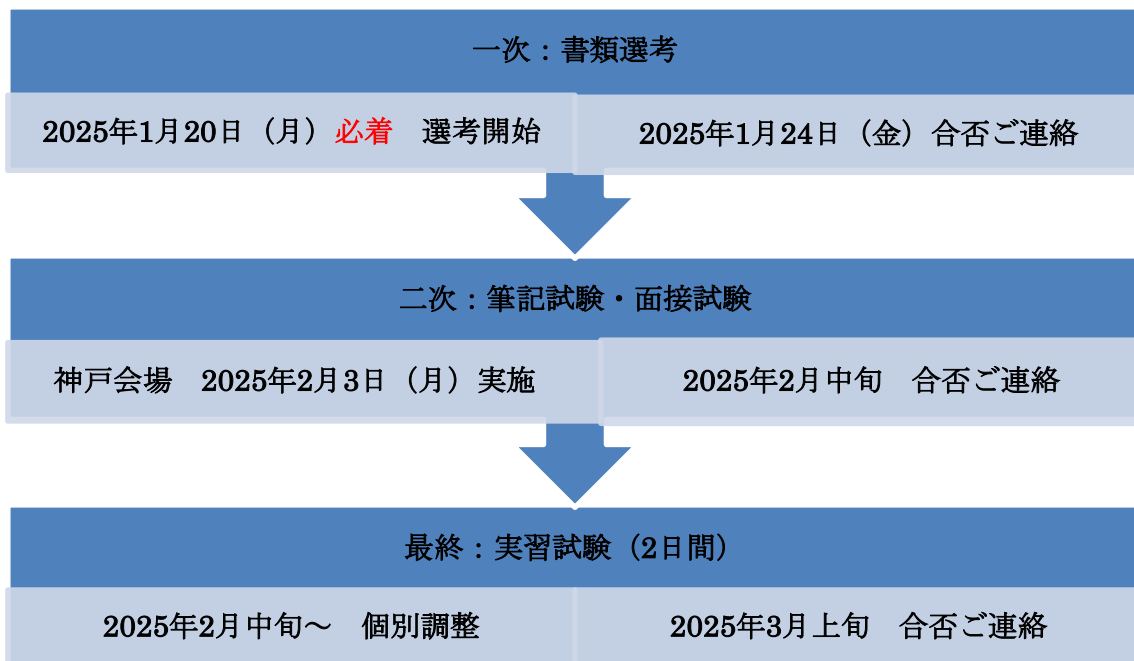 一次：書類選考
2025年1月20日（月）必着　選考開始
2025年1月24日（金）合否ご連絡
二次：筆記試験・面接試験
神戸会場　2025年2月3日（月）実施
2025年2月中旬　合否ご連絡
最終：実習試験（2日間）
2025年2月中旬～　個別調整
2025年3月上旬　合否ご連絡